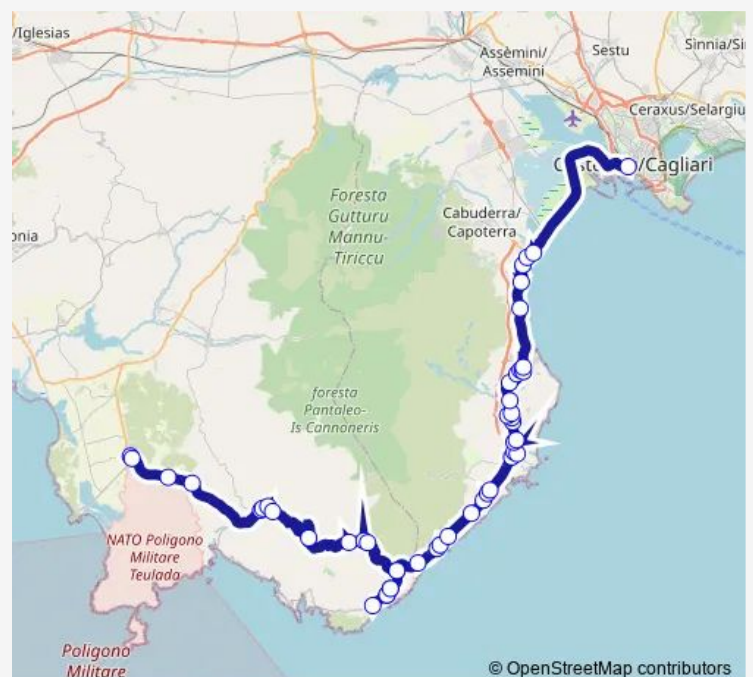 /Iglesias
Assèmini/
Assemini
Sestu
Sìnnia/Si
Ceraxus/Selargiu
/Cagliari
Foresta
Gutturu
Mannu-
Tiriccu
Cabuderra/
Capoterra
onia
foresta
Pantaleo-
Is Cannoneris
NATO Poligono
Militare
Teulada
Poligono
Militare
© OpenStreetMap contributors